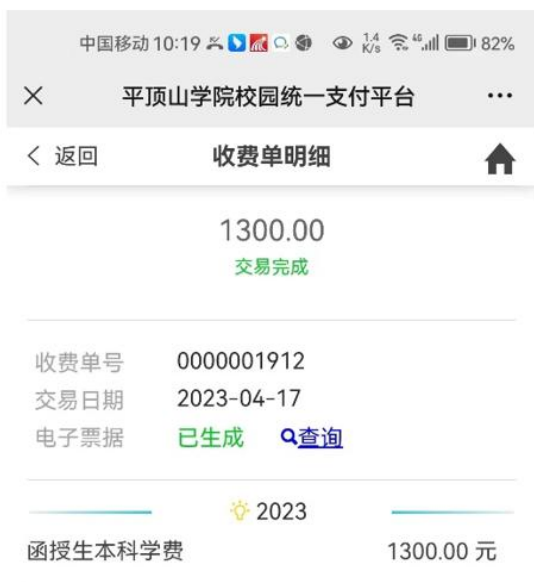 中国移动 10:19 1.4 K/s 46 82%
平顶山学院校园统一支付平台
返回 收费单明细
1300.00
交易完成
收费单号 0000001912
交易日期 2023-04-17
电子票据 已生成 查询
2023
函授生本科学费 1300.00 元